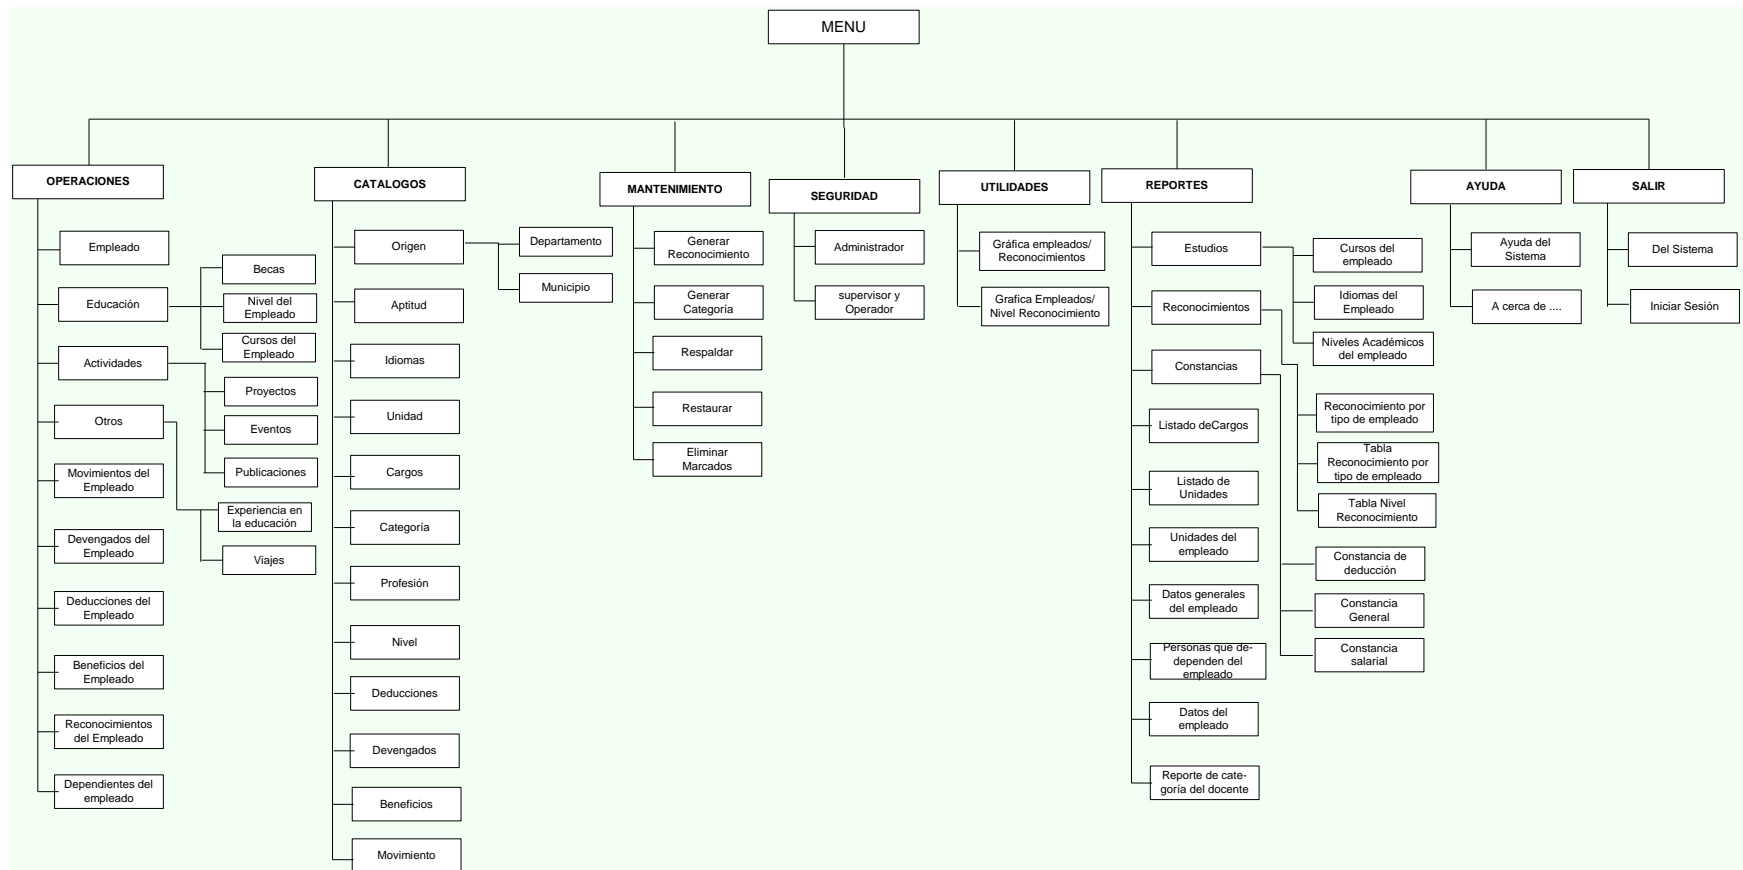 MENU
OPERACIONES
Empleado
Educación
Becas
Nivel del
Empleado
Cursos del
Empleado
Actividades
Proyectos
Eventos
Publicaciones
Otros
Experiencia en
la educación
Viajes
Movimientos del
Empleado
Devengados del
Empleado
Deducciones del
Empleado
Beneficios del
Empleado
Reconocimientos
del Empleado
Dependientes del
empleado
CATALOGOS
Origen
Departamento
Municipio
Aptitud
Idiomas
Unidad
Cargos
Categoría
Profesión
Nivel
Deducciones
Devengados
Beneficios
Movimiento
MANTENIMIENTO
Generar
Reconocimiento
Generar
Categoría
Respaldar
Restaurar
Eliminar
Marcados
SEGURIDAD
Administrador
supervisor y
Operador
UTILIDADES
Gráfica empleados/
Reconocimientos
Grafica Empleados/
Nivel Reconocimiento
REPORTES
Estudios
Cursos del
empleado
Idiomas del
Empleado
Niveles Académicos
del empleado
Reconocimientos
Reconocimiento por
tipo de empleado
Tabla
Reconocimiento por
tipo de empleado
Tabla Nivel
Reconocimiento
Constancias
Constancia de
deducción
Constancia
General
Constancia
salarial
Listado deCargos
Listado de
Unidades
Unidades del
empleado
Datos generales
del empleado
Personas que de-
dependen del
empleado
Datos del
empleado
Reporte de cate-
goría del docente
AYUDA
Ayuda del
Sistema
A cerca de ....
SALIR
Del Sistema
Iniciar Sesión